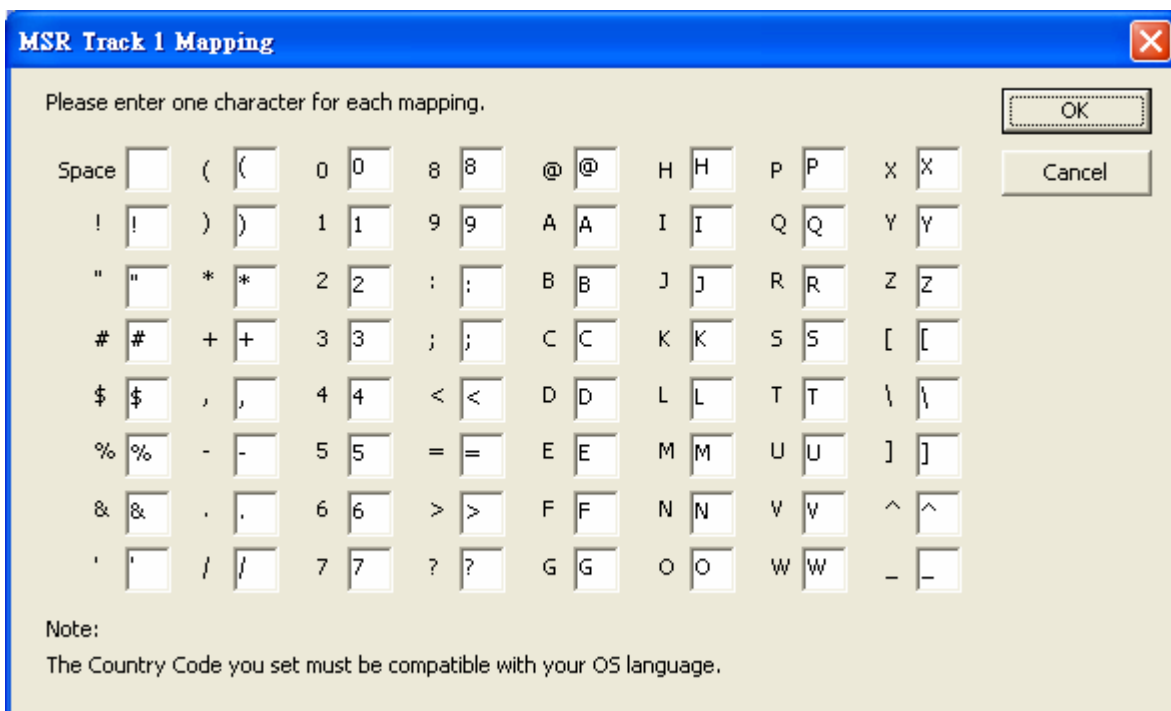 MSR Track 1 Mapping
Please enter one character for each mapping.
OK
Space ( ( 0 0 8 8 @ @ H H P P X X
Cancel
! ! ) ) 1 1 9 9 A A I I Q Q Y Y
" " * * 2 2 : : B B J J R R Z Z
# # + + 3 3 ; ; C C K K S S [ [
$ $ , , 4 4 < < D D L L T T \ \
% % - - 5 5 = = E E M M U U ] ]
& & . . 6 6 > > F F N N V V ^ ^
' ' / / 7 7 ? ? G G O O W W _ _
Note:
The Country Code you set must be compatible with your OS language.